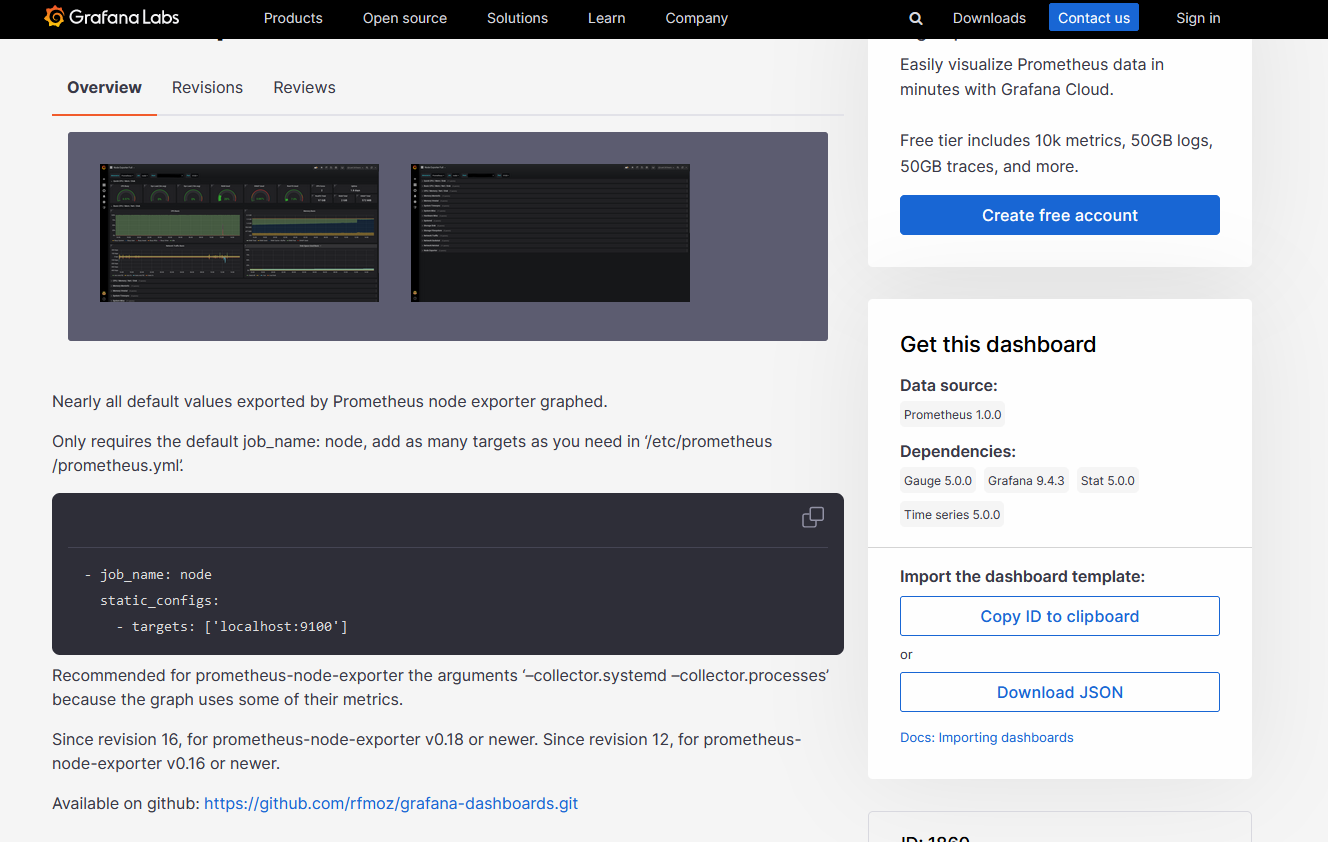 Grafana Labs
Products
Open source
Solutions
Learn
Company
Downloads
Contact us
Sign in
Overview
Revisions
Reviews
Nearly all default values exported by Prometheus node exporter graphed.
Only requires the default job_name: node, add as many targets as you need in ‘/etc/prometheus
/prometheus.yml’.
- job_name: node
static_configs:
- targets: ['localhost:9100']
Recommended for prometheus-node-exporter the arguments ‘–collector.systemd –collector.processes’
because the graph uses some of their metrics.
Since revision 16, for prometheus-node-exporter v0.18 or newer. Since revision 12, for prometheus-
node-exporter v0.16 or newer.
Available on github: https://github.com/rfmoz/grafana-dashboards.git
Easily visualize Prometheus data in
minutes with Grafana Cloud.
Free tier includes 10k metrics, 50GB logs,
50GB traces, and more.
Create free account
Get this dashboard
Data source:
Prometheus 1.0.0
Dependencies:
Gauge 5.0.0
Grafana 9.4.3
Stat 5.0.0
Time series 5.0.0
Import the dashboard template:
Copy ID to clipboard
or
Download JSON
Docs: Importing dashboards
ID: 1860